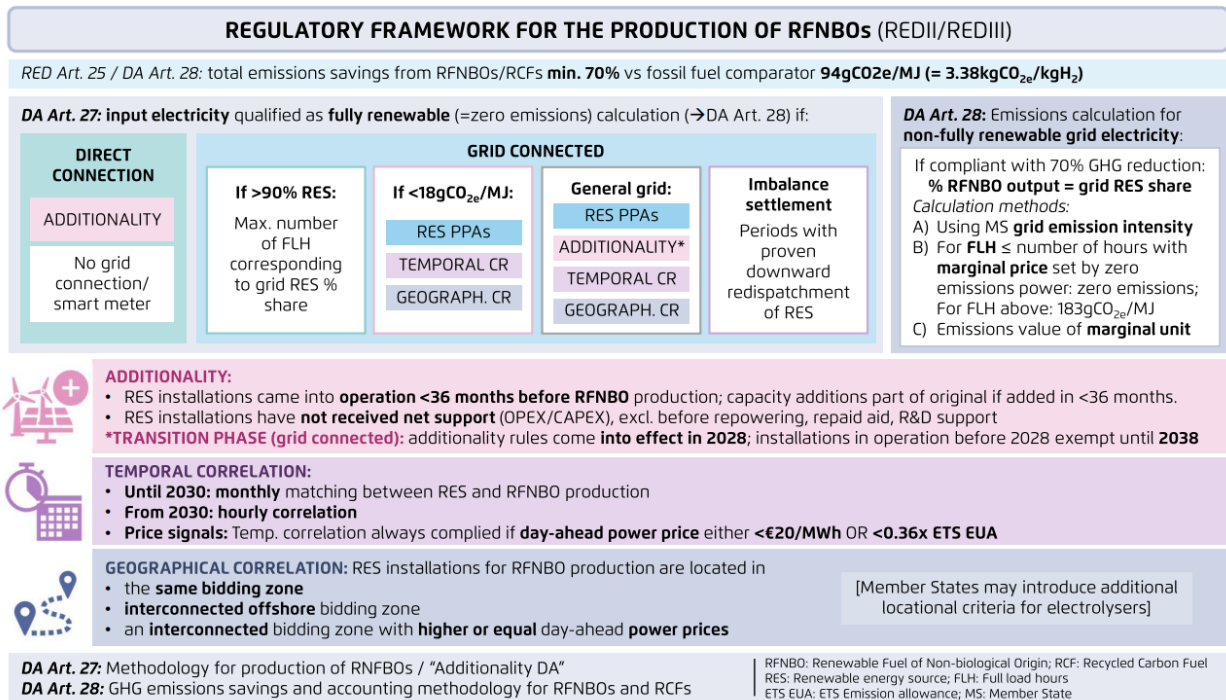 REGULATORY FRAMEWORK FOR THE PRODUCTION OF RFNBOs (REDII/REDIII)
RED Art. 25 / DA Art. 28: total emissions savings from RFNBOs/RCFs min. 70% vs fossil fuel comparator 94gCO2e/MJ (= 3.38kgCO2e/kgH2)
DA Art. 27: input electricity qualified as fully renewable (=zero emissions) calculation (→DA Art. 28) if:
DIRECT
CONNECTION
ADDITIONALITY
No grid
connection/
smart meter
GRID CONNECTED
If >90% RES:
Max. number
of FLH
corresponding
to grid RES %
share
If <18gCO2e/MJ:
RES PPAs
TEMPORAL CR
GEOGRAPH. CR
General grid:
RES PPAs
ADDITIONALITY*
TEMPORAL CR
GEOGRAPH. CR
Imbalance
settlement
Periods with
proven
downward
redispatchment
of RES
DA Art. 28: Emissions calculation for
non-fully renewable grid electricity:
If compliant with 70% GHG reduction:
% RFNBO output = grid RES share
Calculation methods:
A) Using MS grid emission intensity
B) For FLH ≤ number of hours with
marginal price set by zero
emissions power: zero emissions;
For FLH above: 183gCO2e/MJ
C) Emissions value of marginal unit
ADDITIONALITY:
• RES installations came into operation <36 months before RFNBO production; capacity additions part of original if added in <36 months.
• RES installations have not received net support (OPEX/CAPEX), excl. before repowering, repaid aid, R&D support
*TRANSITION PHASE (grid connected): additionality rules come into effect in 2028; installations in operation before 2028 exempt until 2038
TEMPORAL CORRELATION:
• Until 2030: monthly matching between RES and RFNBO production
• From 2030: hourly correlation
• Price signals: Temp. correlation always complied if day-ahead power price either <€20/MWh OR <0.36x ETS EUA
GEOGRAPHICAL CORRELATION: RES installations for RFNBO production are located in
• the same bidding zone
• interconnected offshore bidding zone
• an interconnected bidding zone with higher or equal day-ahead power prices
[Member States may introduce additional
locational criteria for electrolysers]
DA Art. 27: Methodology for production of RNFBOs / "Additionality DA"
DA Art. 28: GHG emissions savings and accounting methodology for RFNBOs and RCFs
RFNBO: Renewable Fuel of Non-biological Origin; RCF: Recycled Carbon Fuel
RES: Renewable energy source; FLH: Full load hours
ETS EUA: ETS Emission allowance; MS: Member State